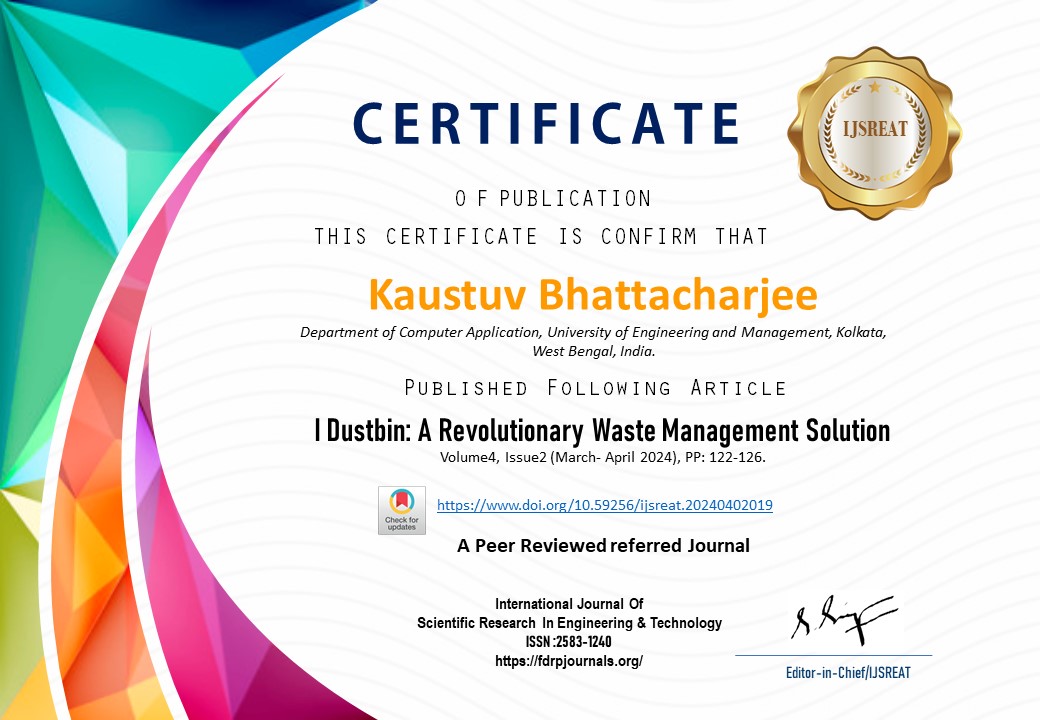 CERTIFICATE
IJSREAT
O F PUBLICATION
THIS CERTIFICATE IS CONFIRM THAT
Kaustuv Bhattacharjee
Department of Computer Application, University of Engineering and Management, Kolkata,
West Bengal, India.
PUBLISHED FOLLOWING ARTICLE
I Dustbin: A Revolutionary Waste Management Solution
Volume4, Issue2 (March- April 2024), PP: 122-126.
Check for
updates
https://www.doi.org/10.59256/ijsreat.20240402019
A Peer Reviewed referred Journal
International Journal Of
Scientific Research In Engineering & Technology
ISSN :2583-1240
https://fdrpjournals.org/
Editor-in-Chief/IJSREAT